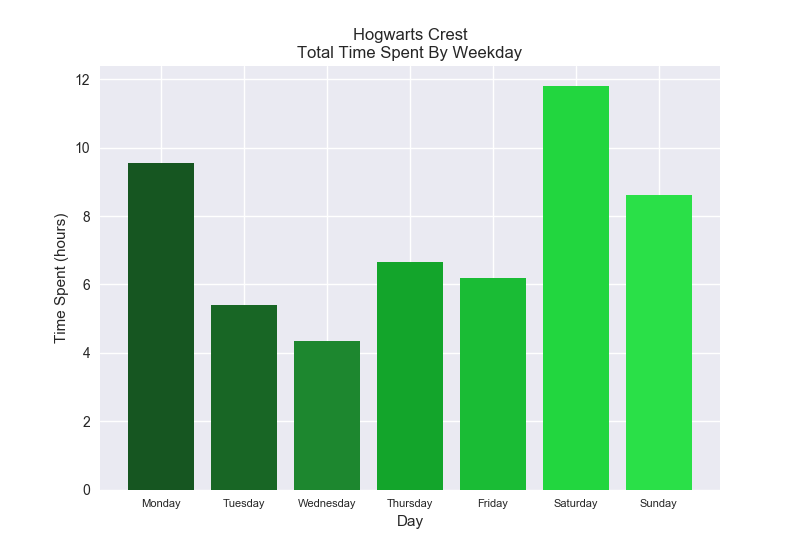 Hogwarts Crest
Total Time Spent By Weekday
12
10
8
6
4
2
0
Time Spent (hours)
Monday Tuesday Wednesday Thursday Friday Saturday Sunday
Day